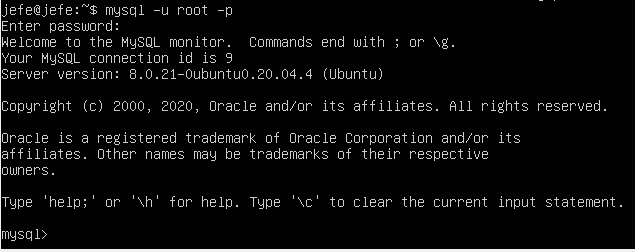 jefe@jefe:~$ mysql -u root -p
Enter password:
Welcome to the MySQL monitor.  Commands end with ; or \g.
Your MySQL connection id is 9
Server version: 8.0.21-0ubuntu0.20.04.4 (Ubuntu)
Copyright (c) 2000, 2020, Oracle and/or its affiliates. All rights reserved.
Oracle is a registered trademark of Oracle Corporation and/or its
affiliates. Other names may be trademarks of their respective
owners.
Type 'help;' or '\h' for help. Type '\c' to clear the current input statement.
mysql>